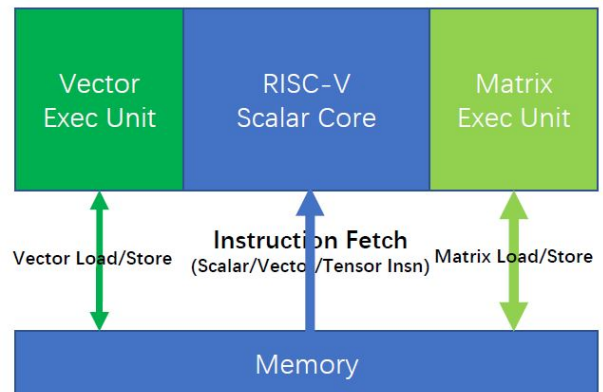 Vector
Exec Unit
RISC-V
Scalar Core
Matrix
Exec Unit
Vector Load/Store
Instruction Fetch
(Scalar/Vector/Tensor Insn)
Matrix Load/Store
Memory